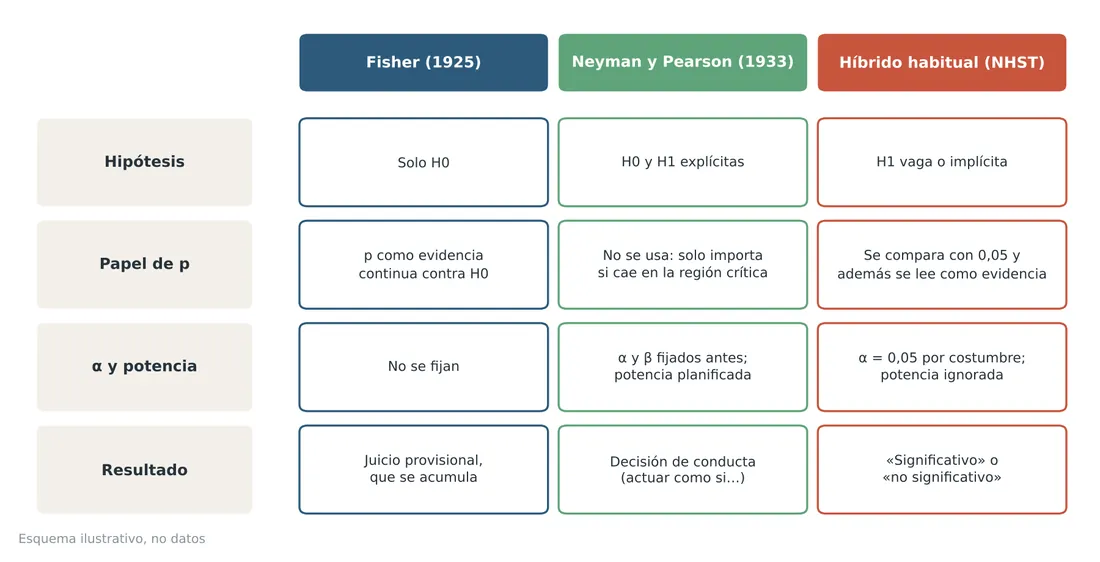 Fisher (1925)
Neyman y Pearson (1933)
Híbrido habitual (NHST)
Hipótesis
Solo H0
H0 y H1 explícitas
H1 vaga o implícita
Papel de p
p como evidencia
continua contra H0
No se usa: solo importa
si cae en la región crítica
Se compara con 0,05 y
además se lee como evidencia
α y potencia
No se fijan
α y β fijados antes;
potencia planificada
α = 0,05 por costumbre;
potencia ignorada
Resultado
Juicio provisional,
que se acumula
Decisión de conducta
(actuar como si…)
«Significativo» o
«no significativo»
Esquema ilustrativo, no datos